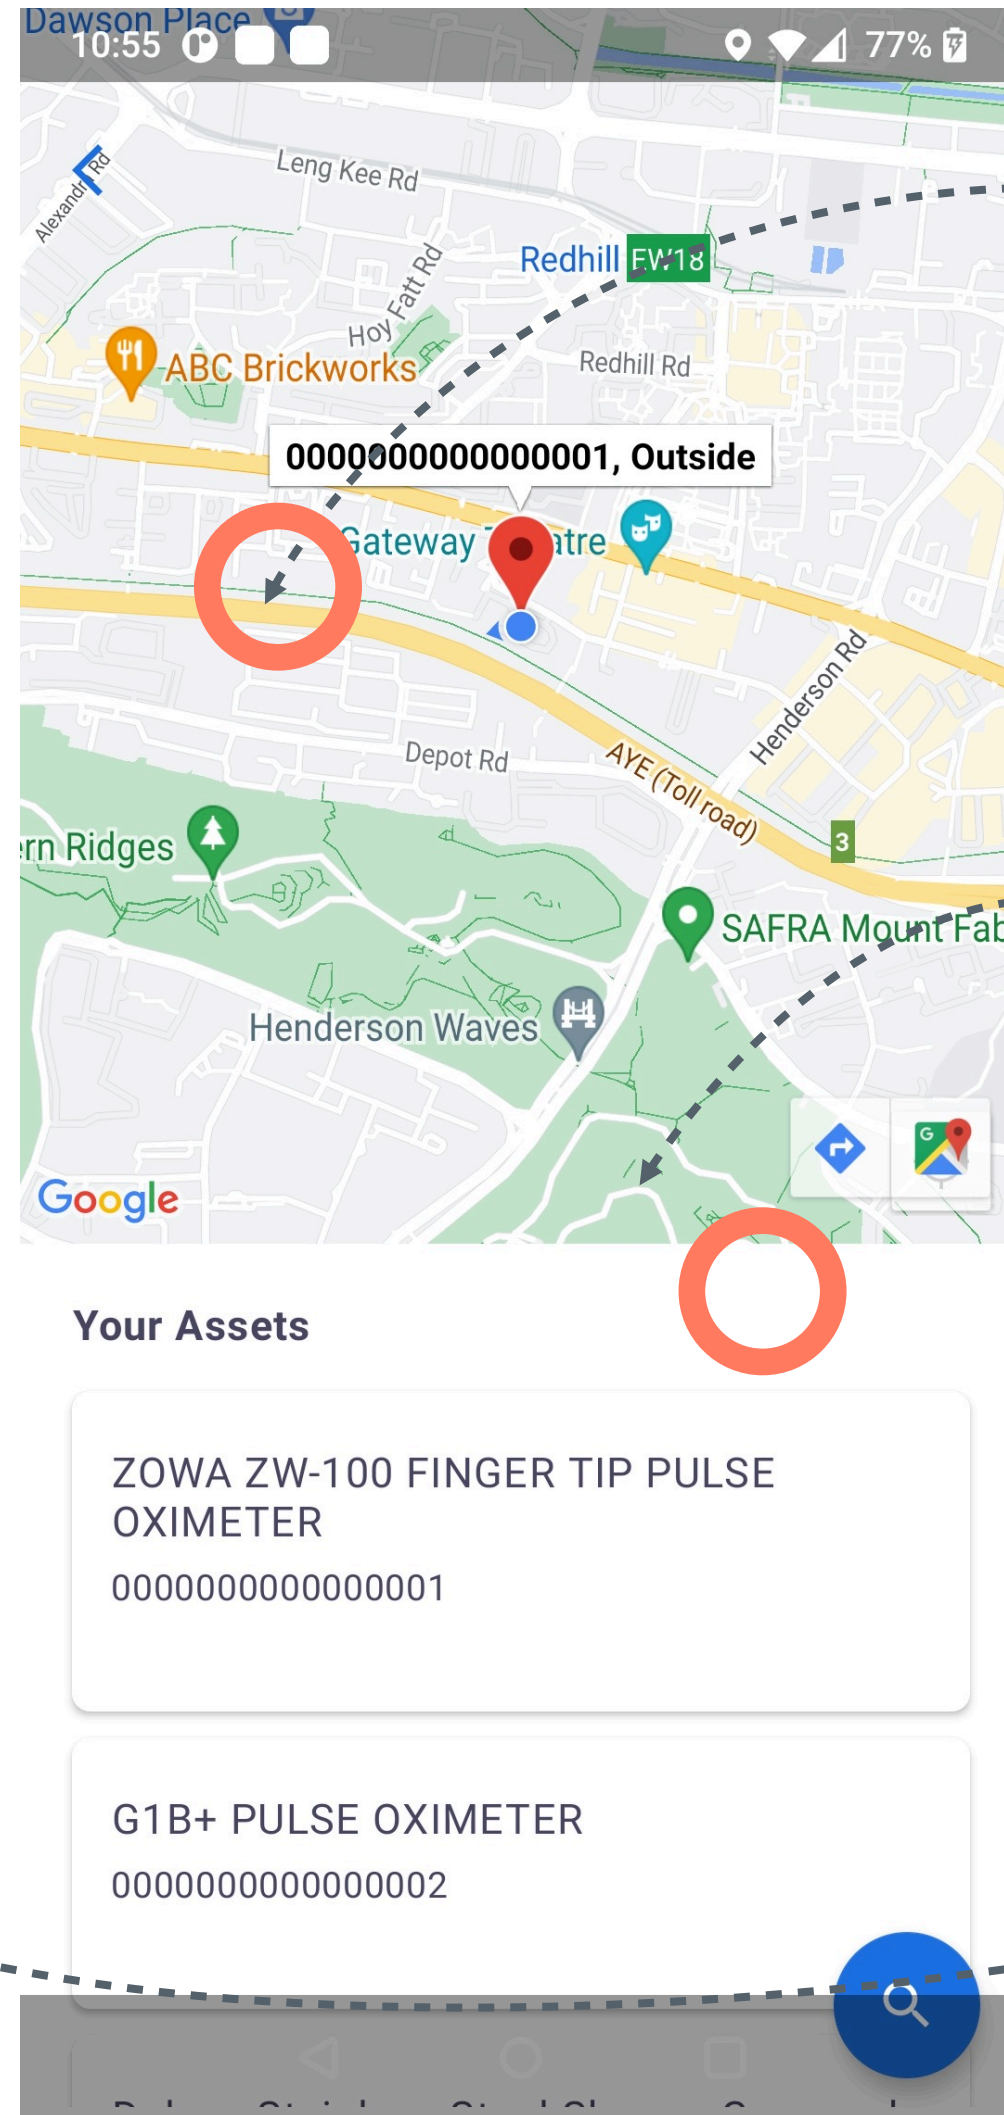 Dawson Place
10:55
77%
Alexandra Rd
Leng Kee Rd
Hoy Fatt Rd
Redhill EW18
ABC Brickworks
Redhill Rd
0000000000000001, Outside
Gateway Theatre
Henderson Rd
Depot Rd
AYE (Toll road)
3
rn Ridges
SAFRA Mount Fab
Henderson Waves
G
Google
Your Assets
ZOWA ZW-100 FINGER TIP PULSE
OXIMETER
0000000000000001
G1B+ PULSE OXIMETER
0000000000000002